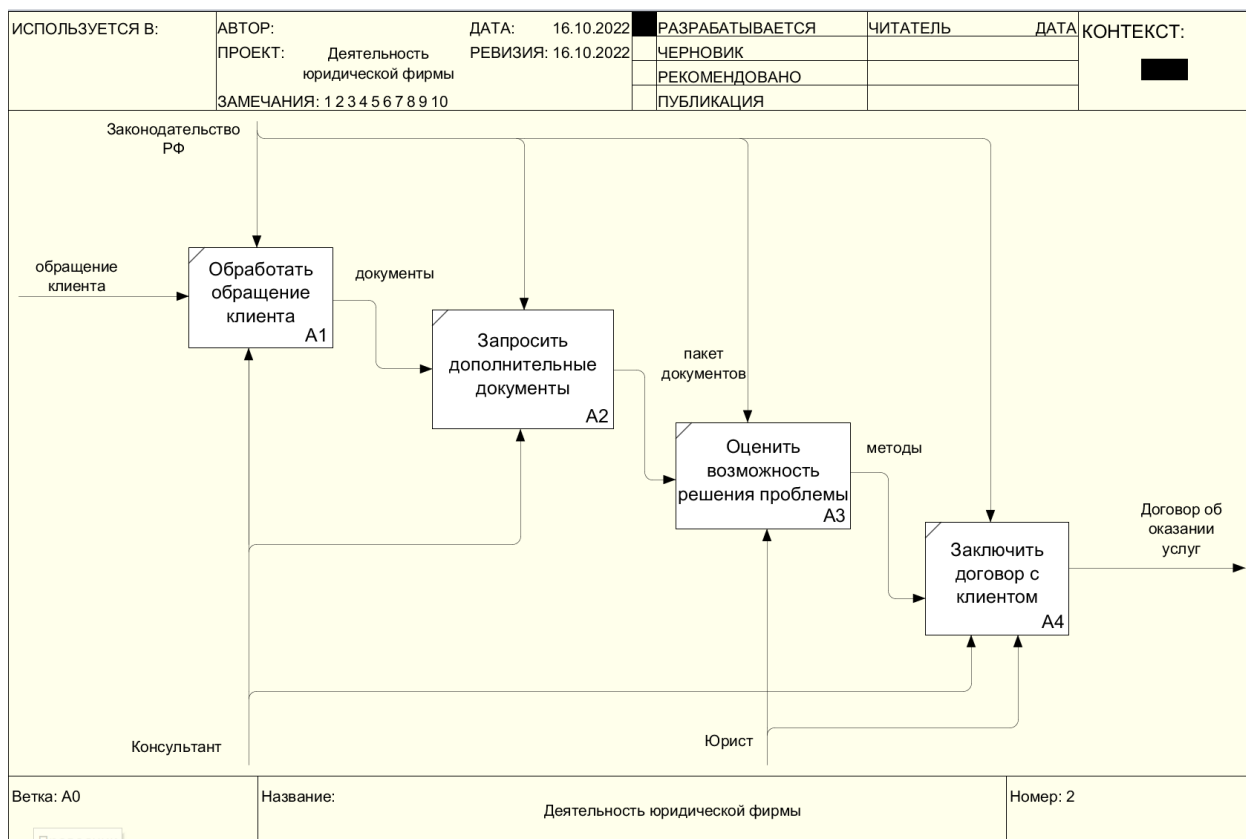 ИСПОЛЬЗУЕТСЯ В:
АВТОР:
ДАТА: 16.10.2022
ПРОЕКТ: Деятельность
юридической фирмы
РЕВИЗИЯ: 16.10.2022
ЗАМЕЧАНИЯ: 1 2 3 4 5 6 7 8 9 10
РАЗРАБАТЫВАЕТСЯ
ЧЕРНОВИК
РЕКОМЕНДОВАНО
ПУБЛИКАЦИЯ
ЧИТАТЕЛЬ
ДАТА
КОНТЕКСТ:
Законодательство
РФ
обращение
клиента
Обработать
обращение
клиента
A1
документы
Запросить
дополнительные
документы
A2
пакет
документов
Оценить
возможность
решения проблемы
A3
методы
Заключить
договор с
клиентом
A4
Договор об
оказании
услуг
Консультант
Юрист
Ветка: A0
Название:
Деятельность юридической фирмы
Номер: 2